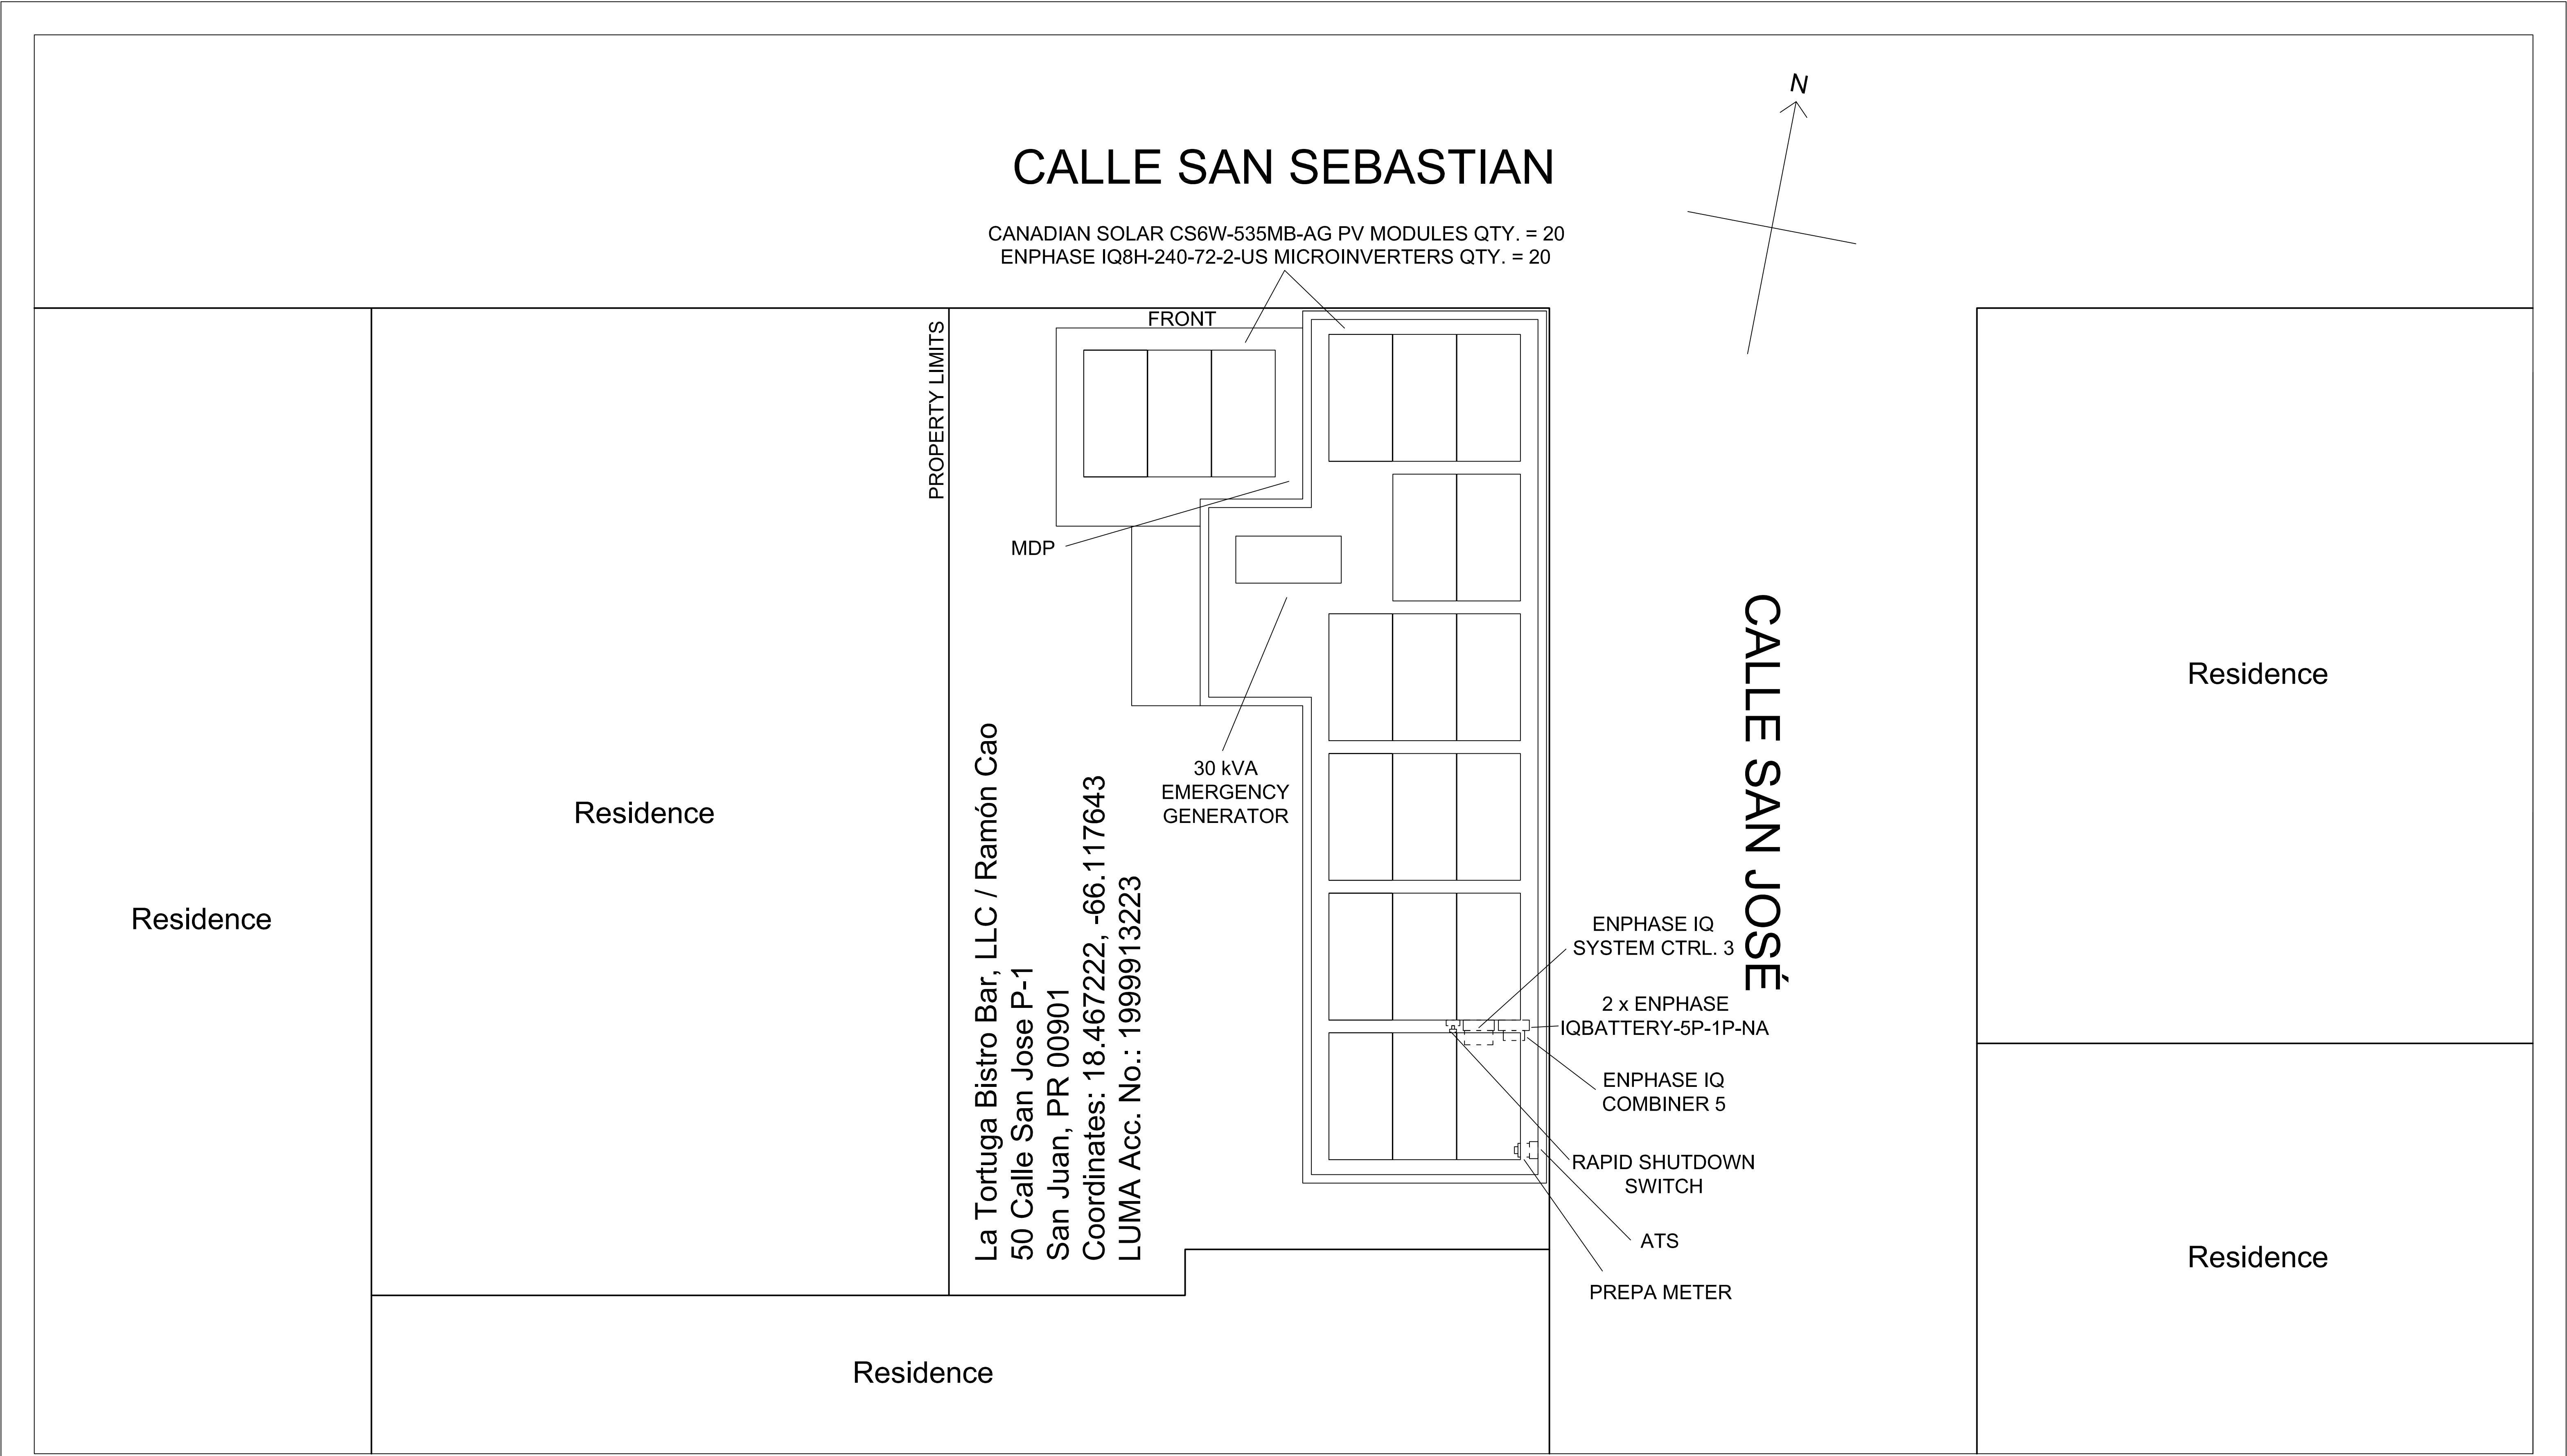 N
CALLE SAN SEBASTIAN
CANADIAN SOLAR CS6W-535MB-AG PV MODULES QTY. = 20
ENPHASE IQ8H-240-72-2-US MICROINVERTERS QTY. = 20
FRONT
PROPERTY LIMITS
MDP
30 kVA
EMERGENCY
GENERATOR
La Tortuga Bistro Bar, LLC / Ramón Cao
50 Calle San Jose P-1
San Juan, PR 00901
Coordinates: 18.467222, -66.117643
LUMA Acc. No.: 1999913223
CALLE SAN JOSÉ
ENPHASE IQ
SYSTEM CTRL. 3
2 x ENPHASE
IQBATTERY-5P-1P-NA
ENPHASE IQ
COMBINER 5
RAPID SHUTDOWN
SWITCH
ATS
PREPA METER
Residence
Residence
Residence
Residence
Residence